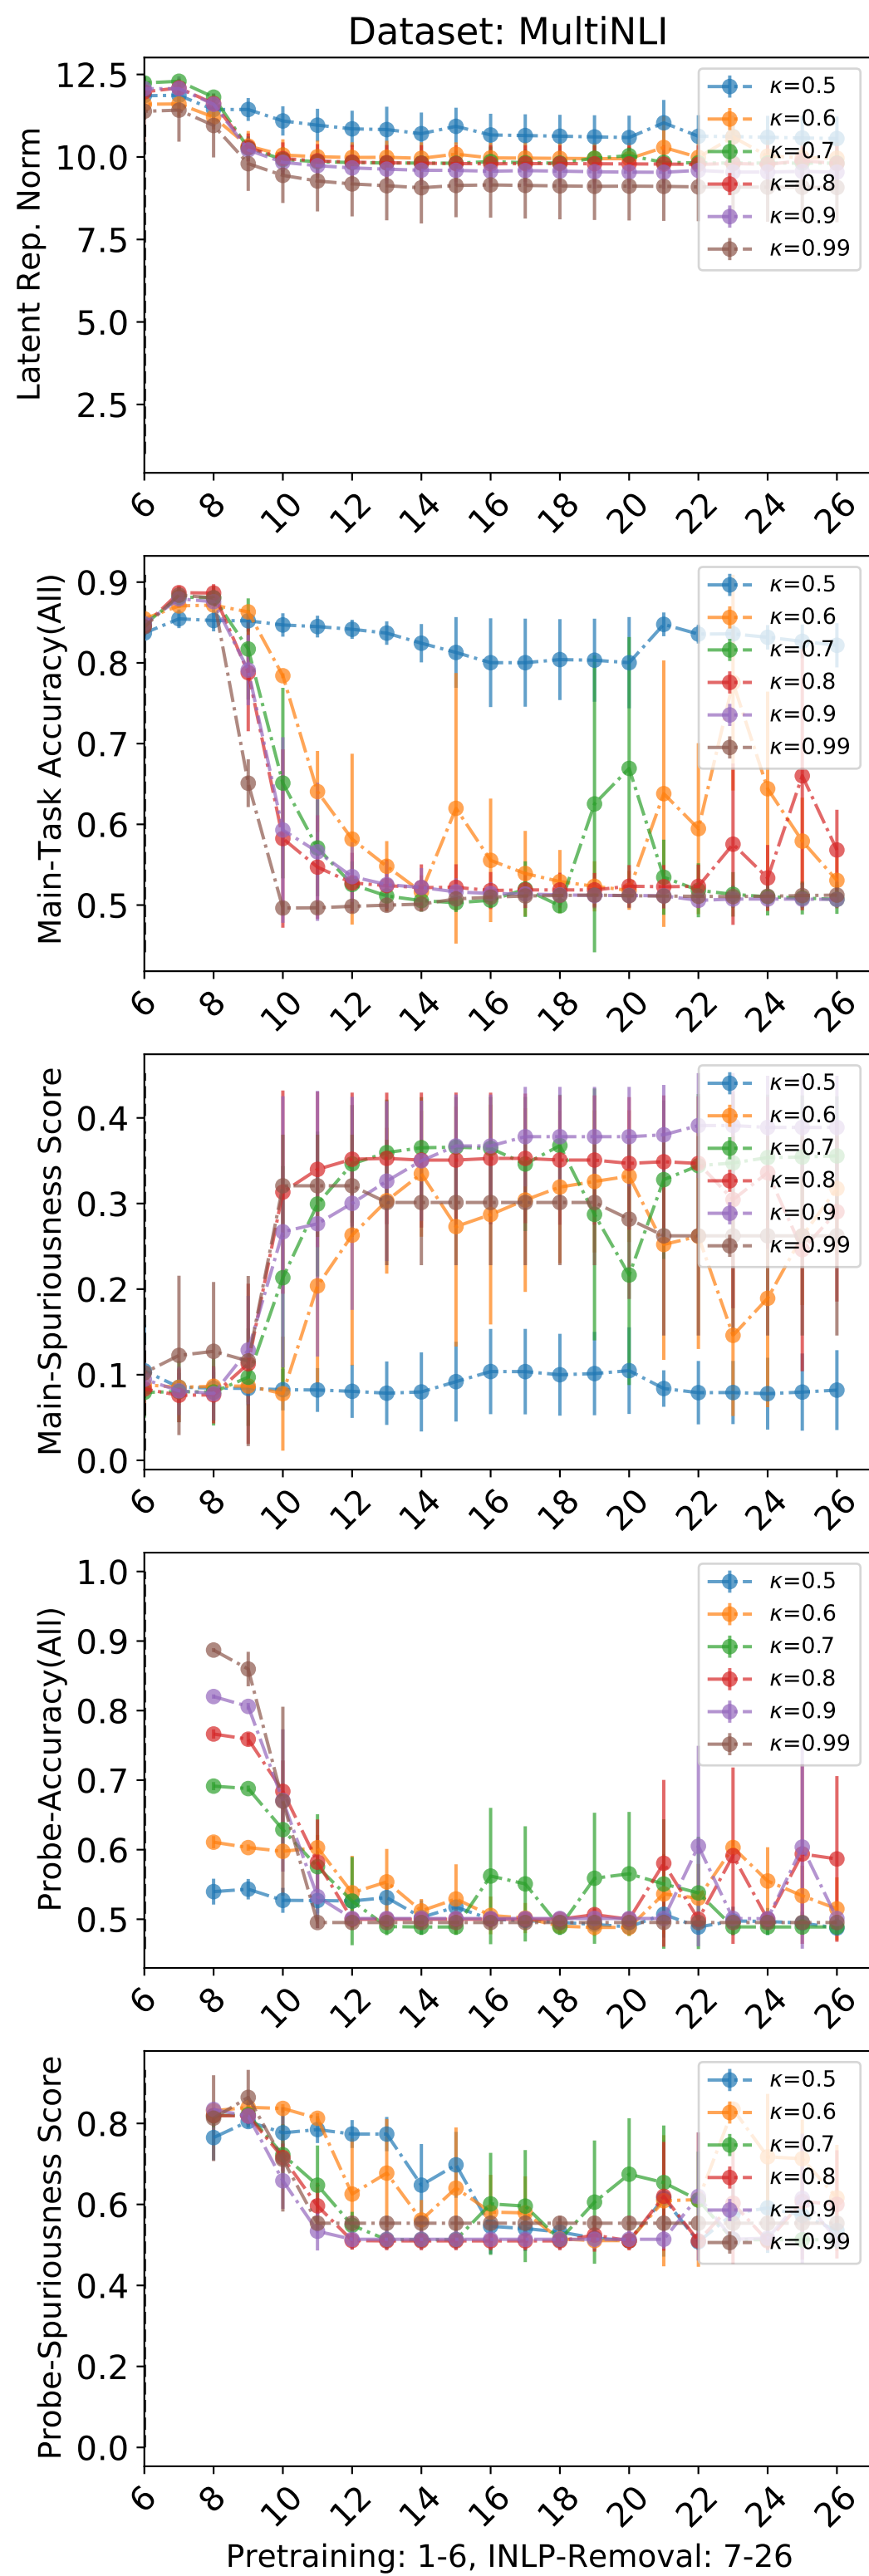 Dataset: MultiNLI
Latent Rep. Norm
12.5
10.0
7.5
5.0
2.5
κ=0.5
κ=0.6
κ=0.7
κ=0.8
κ=0.9
κ=0.99
6 8 10 12 14 16 18 20 22 24 26
Main-Task Accuracy(All)
0.9
0.8
0.7
0.6
0.5
κ=0.5
κ=0.6
κ=0.7
κ=0.8
κ=0.9
κ=0.99
6 8 10 12 14 16 18 20 22 24 26
Main-Spuriousness Score
0.4
0.3
0.2
0.1
0.0
κ=0.5
κ=0.6
κ=0.7
κ=0.8
κ=0.9
κ=0.99
6 8 10 12 14 16 18 20 22 24 26
Probe-Accuracy(All)
1.0
0.9
0.8
0.7
0.6
0.5
κ=0.5
κ=0.6
κ=0.7
κ=0.8
κ=0.9
κ=0.99
6 8 10 12 14 16 18 20 22 24 26
Probe-Spuriousness Score
0.8
0.6
0.4
0.2
0.0
κ=0.5
κ=0.6
κ=0.7
κ=0.8
κ=0.9
κ=0.99
6 8 10 12 14 16 18 20 22 24 26
Pretraining: 1-6, INLP-Removal: 7-26